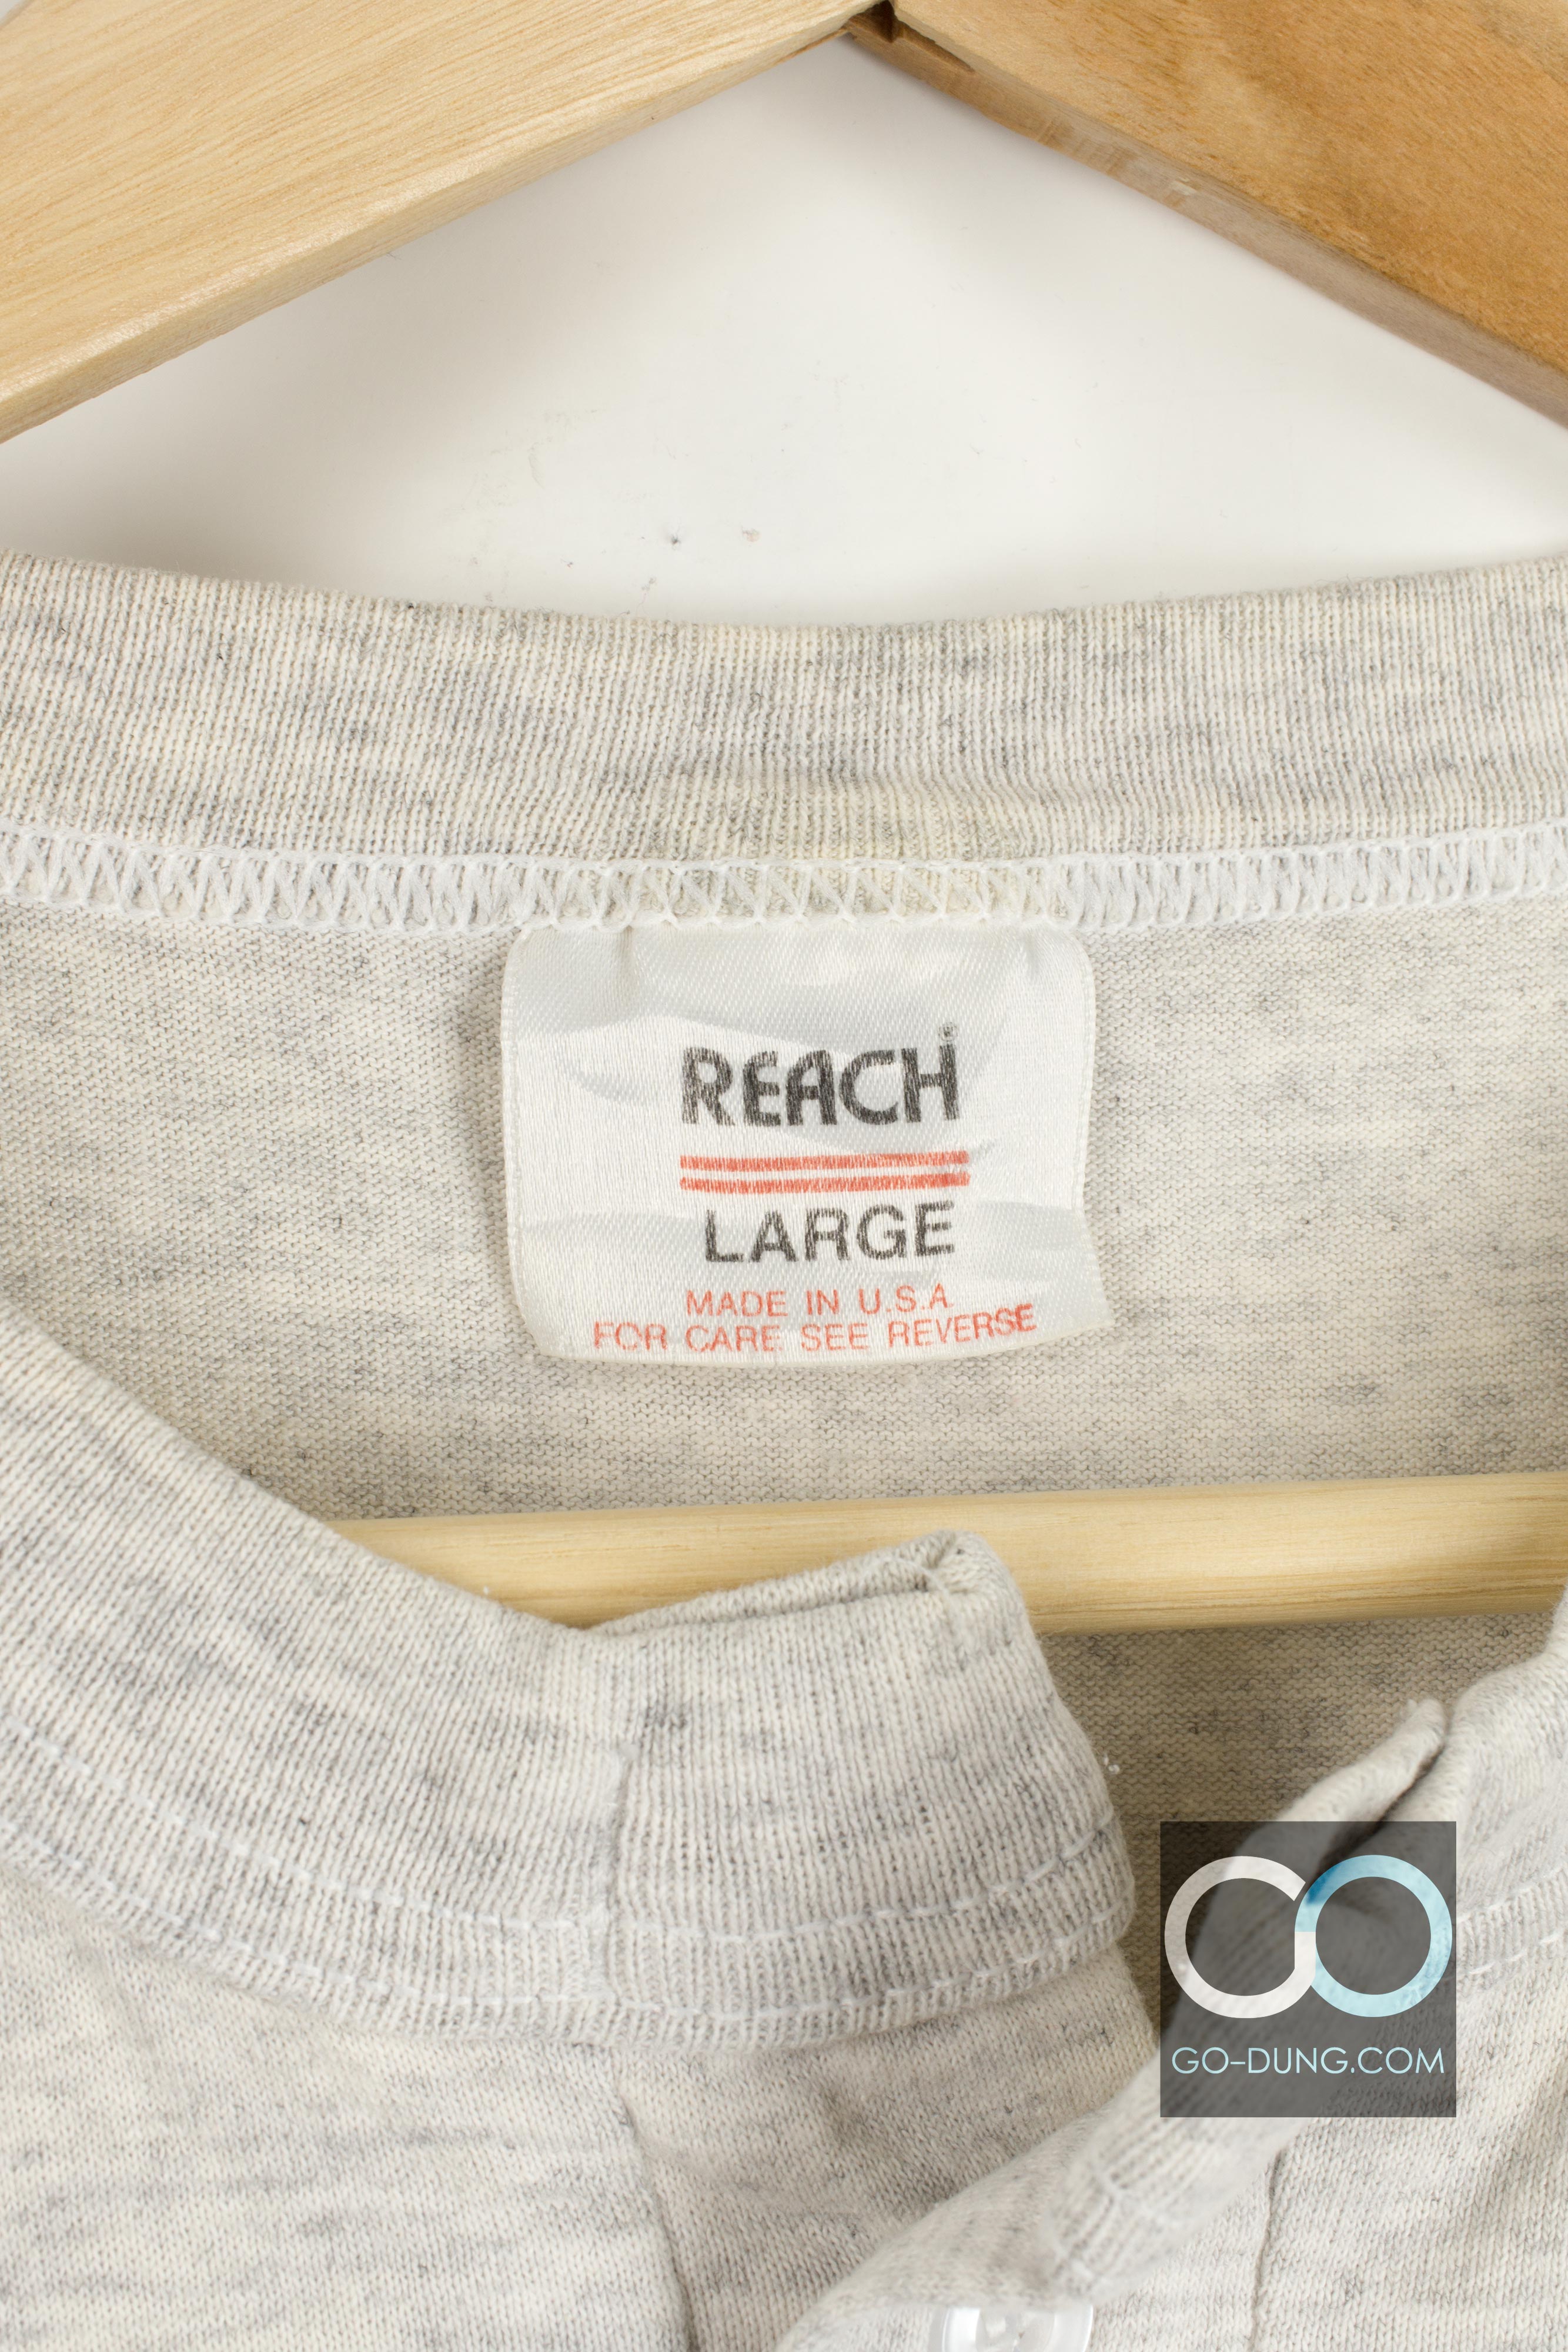 REACH®
LARGE
MADE IN U.S.A.
FOR CARE SEE REVERSE
GO-DUNG.COM